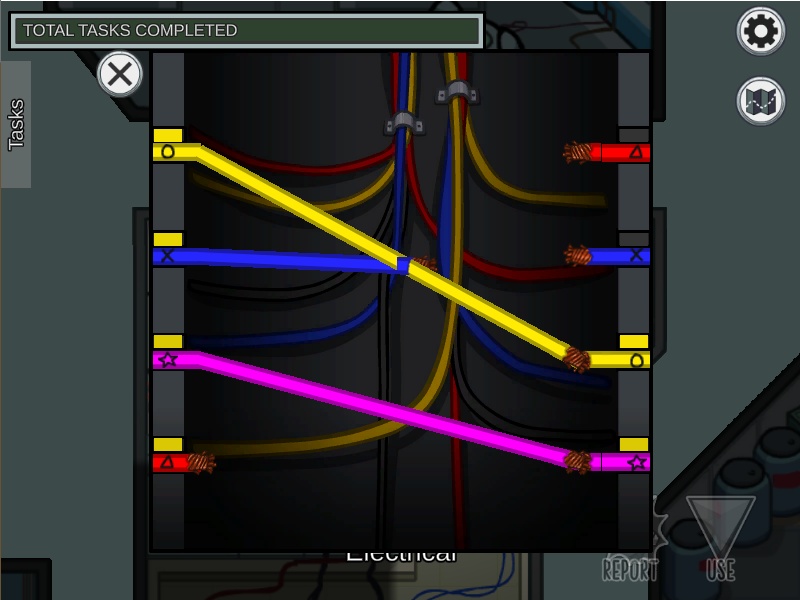 TOTAL TASKS COMPLETED
Tasks
Electrical
REPORT
USE